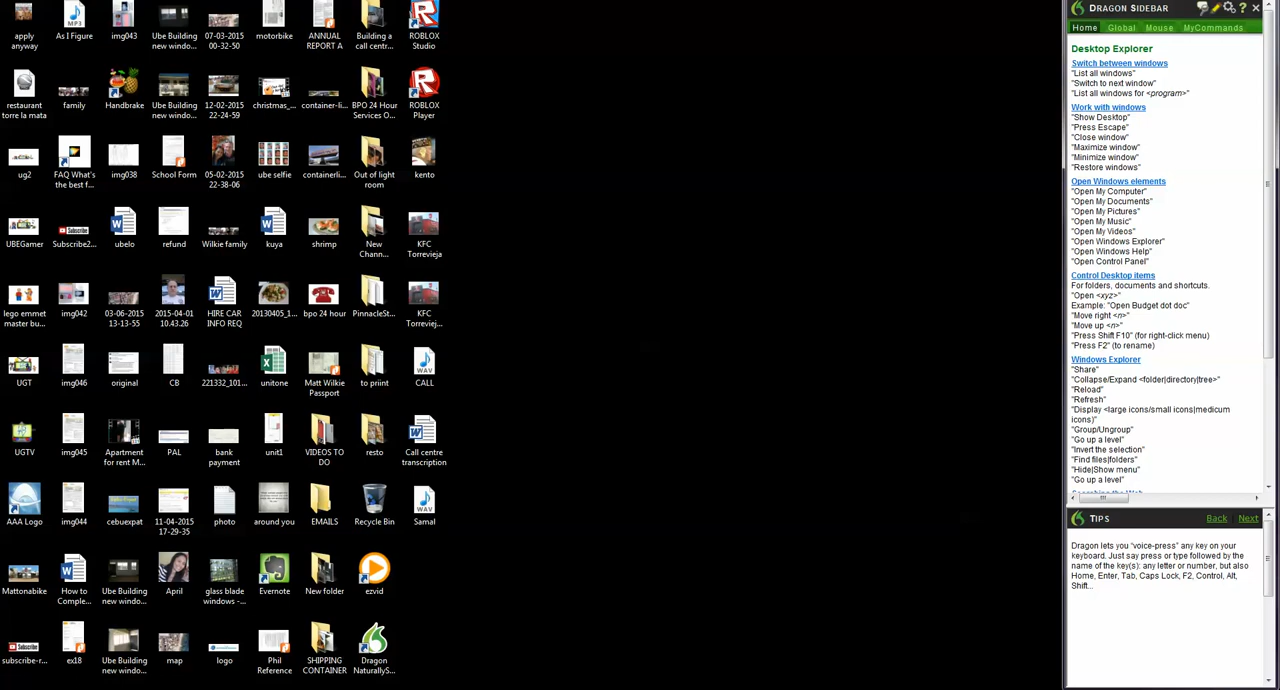 apply
anyway
As I Figure
img043
Ube Building
new windo...
07-03-2015
00-32-50
motorbike
ANNUAL
REPORT A
Building a
call centr...
ROBLOX
Studio
restaurant
torre la mata
family
Handbrake
Ube Building
new windo...
12-02-2015
22-24-59
christmas_...
container-li...
BPO 24 Hour
Services O...
ROBLOX
Player
ug2
FAQ What's
the best f...
img038
School Form
05-02-2015
22-38-06
ube selfie
containerli...
Out of light
room
kento
UBEGamer
Subscribe2...
ubelo
refund
Wilkie family
kuya
shrimp
New
Chann...
KFC
Torrevieja
lego emmet
master bu...
img042
03-06-2015
13-13-55
2015-04-01
10.43.26
HIRE CAR
INFO REQ
20130405_1...
bpo 24 hour
PinnacleSt...
KFC
Torreviej...
UGT
img046
original
CB
221332_101...
unitone
Matt Wilkie
Passport
to priint
CALL
UGTV
img045
Apartment
for rent M...
PAL
bank
payment
unit1
VIDEOS TO
DO
resto
Call centre
transcription
AAA Logo
img044
cebuexpat
11-04-2015
17-29-35
photo
around you
EMAILS
Recycle Bin
Samal
Mattonabike
How to
Comple...
Ube Building
new windo...
April
glass blade
windows -...
Evernote
New folder
ezvid
subscribe-r...
ex18
Ube Building
new windo...
map
logo
Phil
Reference
SHIPPING
CONTAINER
Dragon
NaturallyS...
DRAGON SIDEBAR
Home Global Mouse MyCommands
Desktop Explorer
Switch between windows
"List all windows"
"Switch to next window"
"List all windows for <program>"
Work with windows
"Show Desktop"
"Press Escape"
"Close window"
"Maximize window"
"Minimize window"
"Restore windows"
Open Windows elements
"Open My Computer"
"Open My Documents"
"Open My Pictures"
"Open My Music"
"Open My Videos"
"Open Windows Explorer"
"Open Windows Help"
"Open Control Panel"
Control Desktop items
For folders, documents and shortcuts.
"Open <xyz>"
Example: "Open Budget dot doc"
"Move right <n>"
"Move up <n>"
"Press Shift F10" (for right-click menu)
"Press F2" (to rename)
Windows Explorer
"Share"
"Collapse/Expand <folder|directory|tree>"
"Reload"
"Refresh"
"Display <large icons/small icons|medicum
icons)"
"Group/Ungroup"
"Go up a level"
"Invert the selection"
"Find files|folders"
"Hide|Show menu"
"Go up a level"
TIPS
Back Next
Dragon lets you "voice-press" any key on your
keyboard. Just say press or type followed by the
name of the key(s): any letter or number, but also
Home, Enter, Tab, Caps Lock, F2, Control, Alt,
Shift...